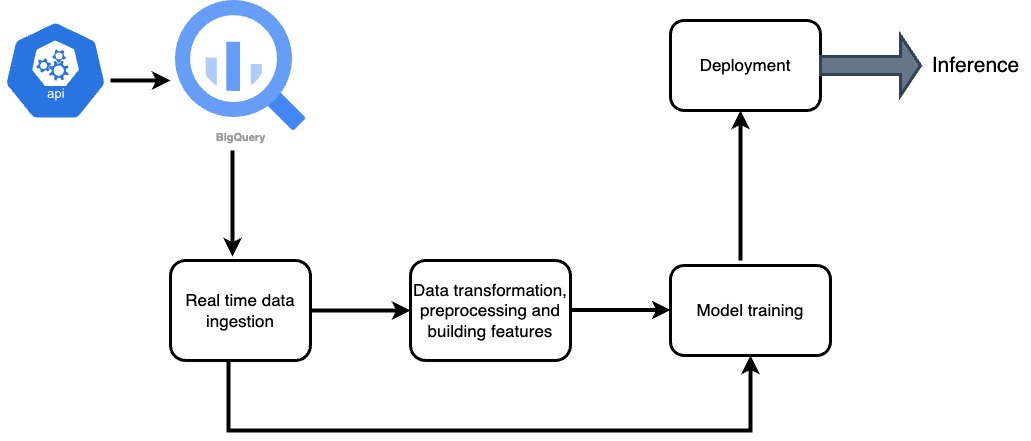 api
BigQuery
Deployment
Inference
Real time data
ingestion
Data transformation,
preprocessing and
building features
Model training